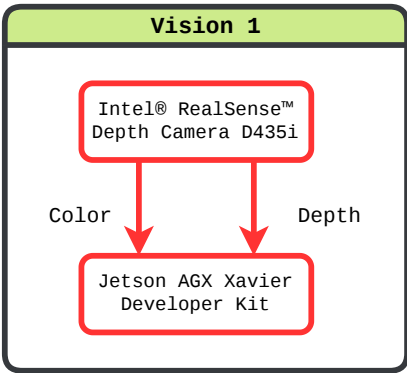 Vision 1
Intel® RealSense™
Depth Camera D435i
Color
Depth
Jetson AGX Xavier
Developer Kit